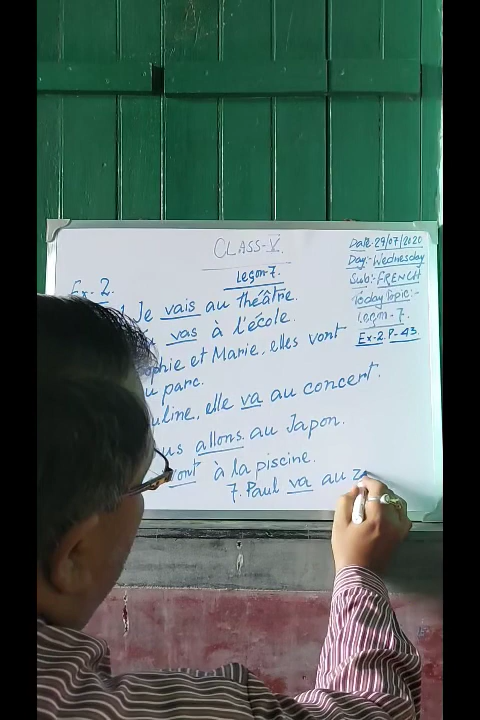 CLASS-V.
Leçon-7.
Date:-29/07/2020
Day:-Wednesday
Sub:-FRENCH
Today Topic:-
Leçon-7.
Ex-2. P-43.
Ex-2.
1. Je vais au théâtre.
vas à l'école.
ophie et Marie, elles vont
u parc.
uline, elle va au concert.
us allons au Japon.
vont à la piscine.
7. Paul va au z